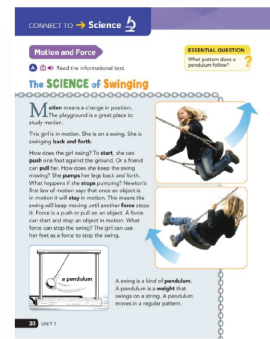 CONNECT TO → Science
Motion and Force
ESSENTIAL QUESTION
What pattern does a
pendulum follow?
A Read the informational text.
The SCIENCE of Swinging
Motion means a change in position.
The playground is a great place to
study motion.
This girl is in motion. She is on a swing. She is
swinging back and forth.
How does the girl swing? To start, she can
push one foot against the ground. Or a friend
can pull her. How does she keep the swing
moving? She pumps her legs back and forth.
What happens if she stops pumping? Newton's
first law of motion says that once an object is
in motion it will stay in motion. This means the
swing will keep moving until another force stops
it. Force is a push or pull on an object. A force
can start and stop an object in motion. What
force can stop the swing? The girl can use
her feet as a force to stop the swing.
a pendulum
A swing is a kind of pendulum.
A pendulum is a weight that
swings on a string. A pendulum
moves in a regular pattern.
30 UNIT 1